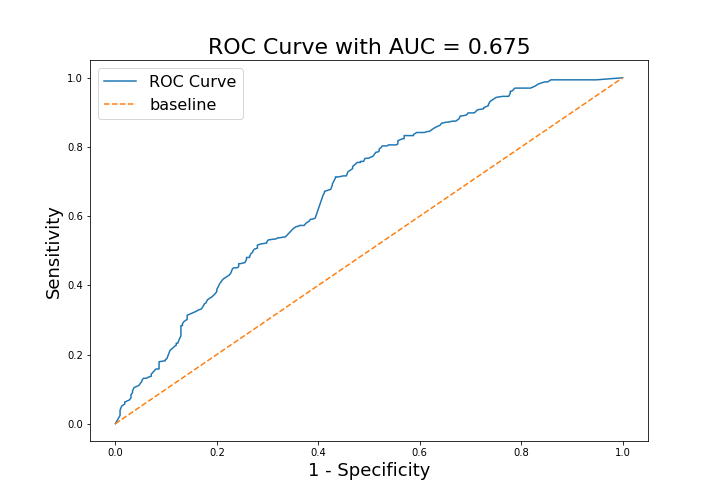 ROC Curve with AUC = 0.675
ROC Curve
baseline
Sensitivity
1.0
0.8
0.6
0.4
0.2
0.0
0.0 0.2 0.4 0.6 0.8 1.0
1 - Specificity